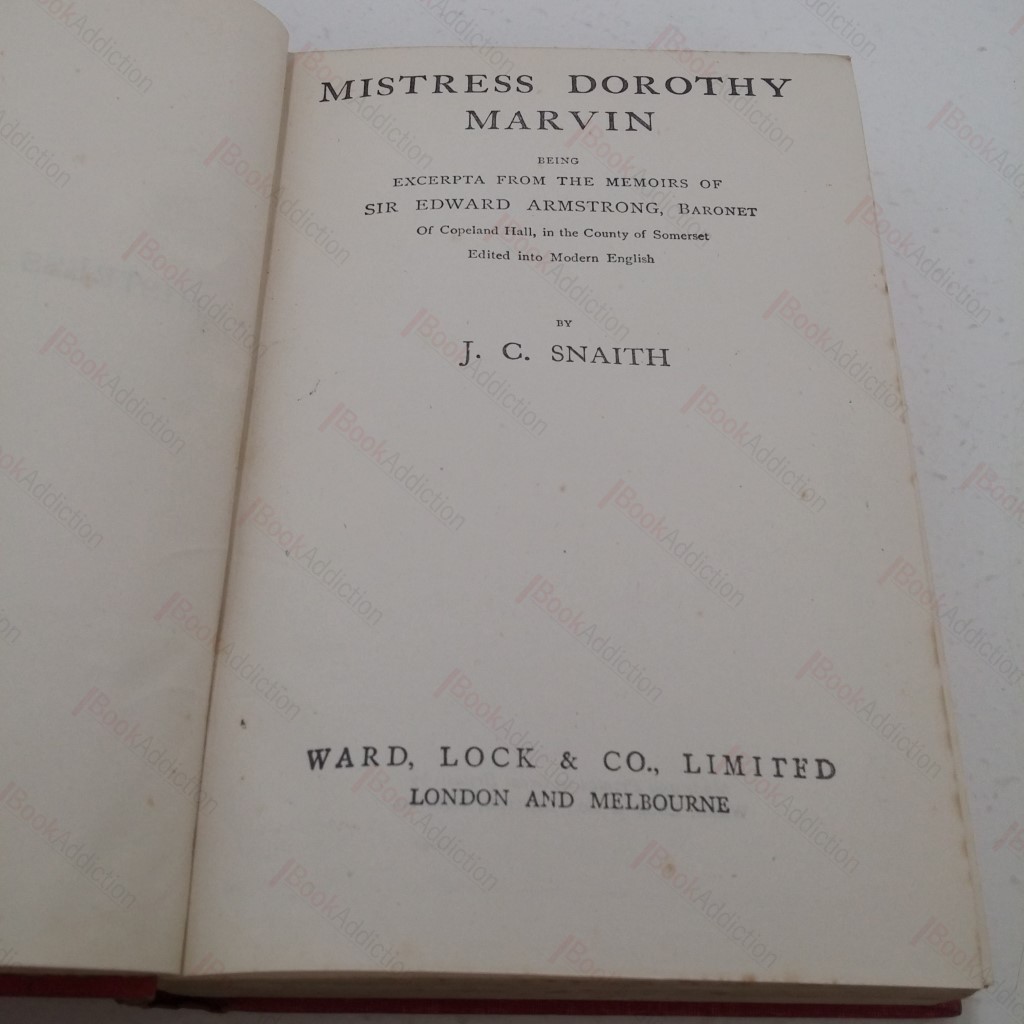 MISTRESS DOROTHY
MARVIN
BEING
EXCERPTA FROM THE MEMOIRS OF
SIR EDWARD ARMSTRONG, BARONET
Of Copeland Hall, in the County of Somerset
Edited into Modern English
BY
J. C. SNAITH
WARD, LOCK & CO., LIMITED
LONDON AND MELBOURNE
BookAddiction